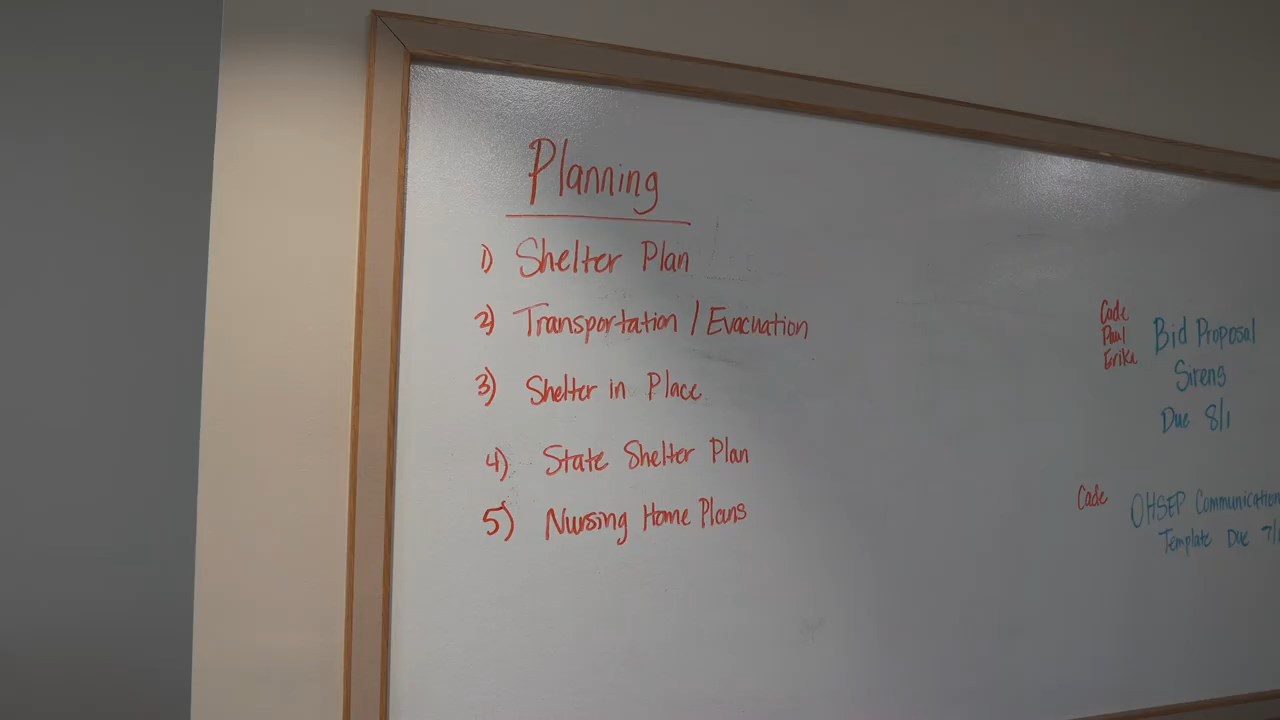 Planning
1) Shelter Plan
2) Transportation / Evacuation
3) Shelter in Place
4) State Shelter Plan
5) Nursing Home Plans
Cade
Paul
Erika
Bid Proposal
Sirens
Due 8/1
Cade
OHSEP Communication
Template Due